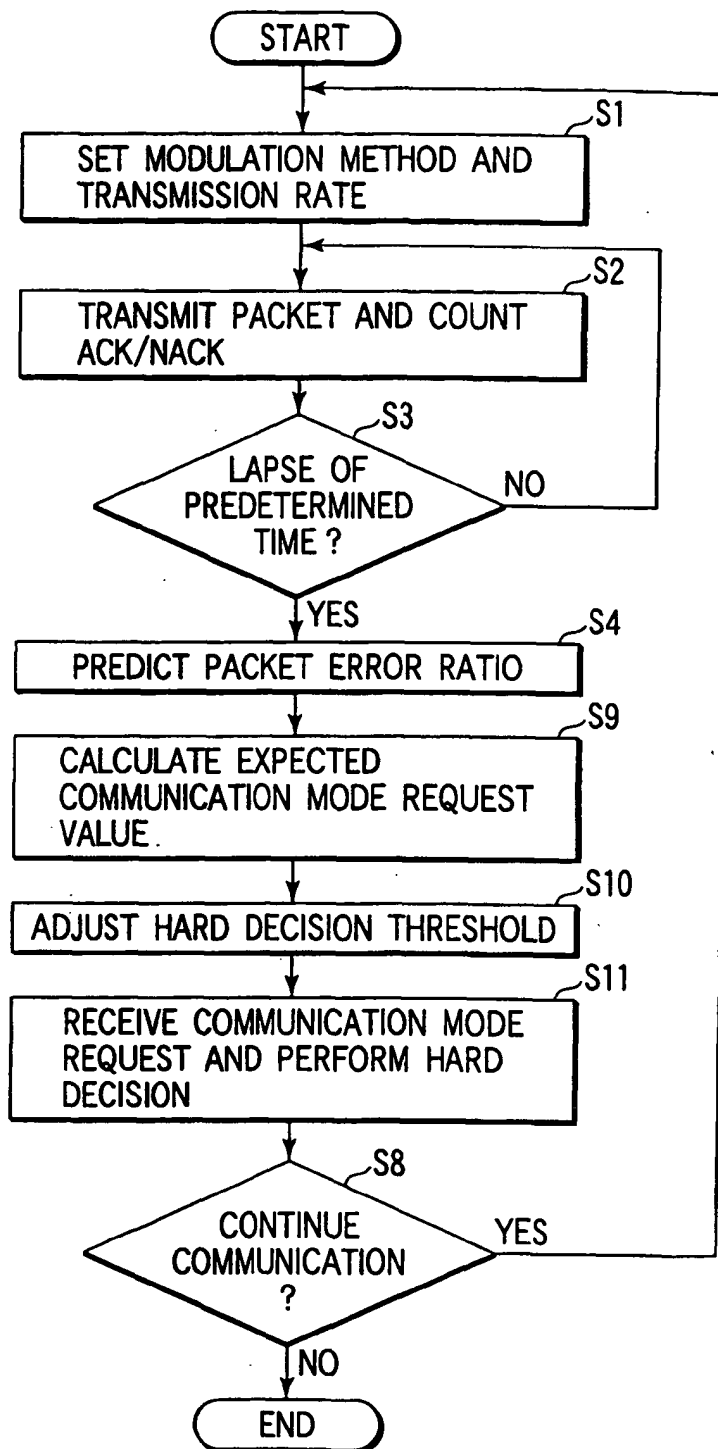 START
S1
SET MODULATION METHOD AND
TRANSMISSION RATE
S2
TRANSMIT PACKET AND COUNT
ACK/NACK
S3
LAPSE OF
PREDETERMINED
TIME ?
NO
YES
S4
PREDICT PACKET ERROR RATIO
S9
CALCULATE EXPECTED
COMMUNICATION MODE REQUEST
VALUE.
S10
ADJUST HARD DECISION THRESHOLD
S11
RECEIVE COMMUNICATION MODE
REQUEST AND PERFORM HARD
DECISION
S8
CONTINUE
COMMUNICATION
?
YES
NO
END